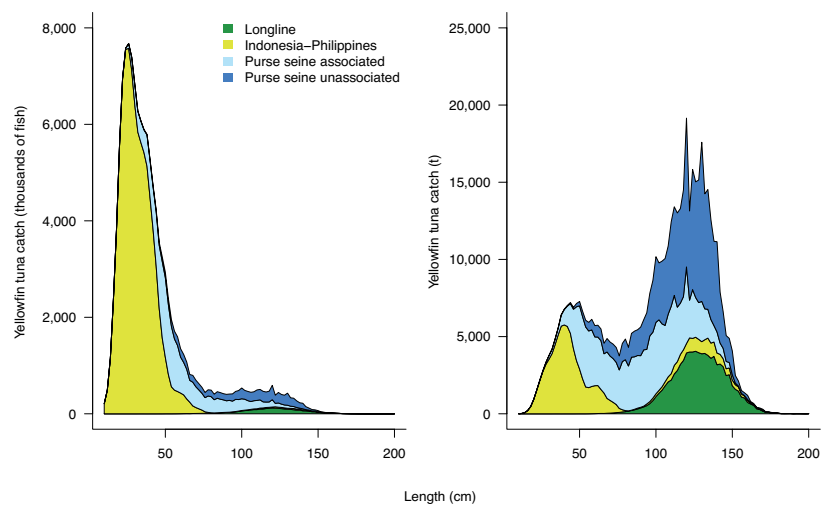 8,000
6,000
4,000
2,000
0
Yellowfin tuna catch (thousands of fish)
50
100
150
200
Longline
Indonesia−Philippines
Purse seine associated
Purse seine unassociated
25,000
20,000
15,000
10,000
5,000
0
Yellowfin tuna catch (t)
50
100
150
200
Length (cm)